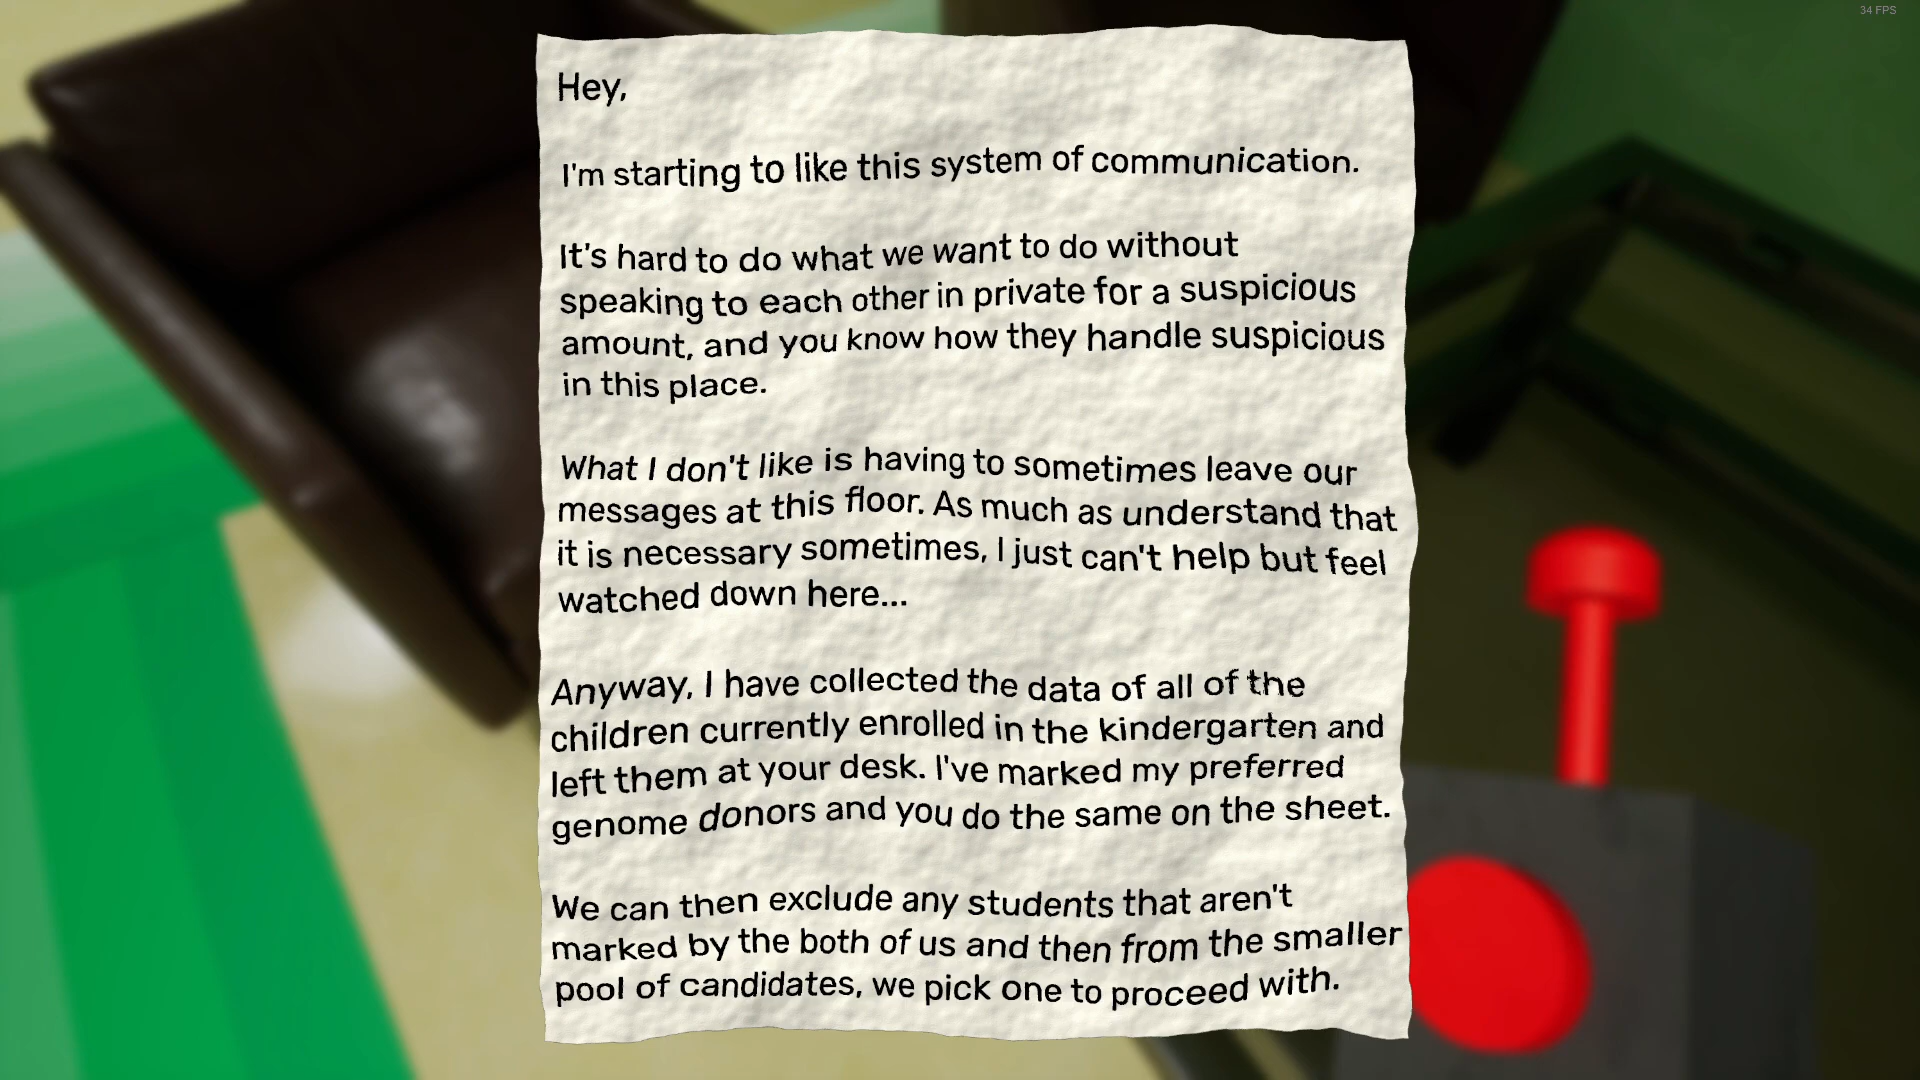 34 FPS
Hey,
I'm starting to like this system of communication.
It's hard to do what we want to do without
speaking to each other in private for a suspicious
amount, and you know how they handle suspicious
in this place.
What I don't like is having to sometimes leave our
messages at this floor. As much as understand that
it is necessary sometimes, I just can't help but feel
watched down here...
Anyway, I have collected the data of all of the
children currently enrolled in the kindergarten and
left them at your desk. I've marked my preferred
genome donors and you do the same on the sheet.
We can then exclude any students that aren't
marked by the both of us and then from the smaller
pool of candidates, we pick one to proceed with.